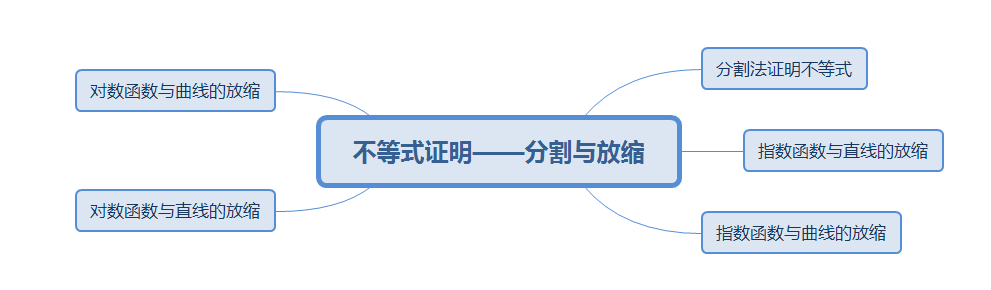 不等式证明——分割与放缩
分割法证明不等式
指数函数与直线的放缩
指数函数与曲线的放缩
对数函数与曲线的放缩
对数函数与直线的放缩